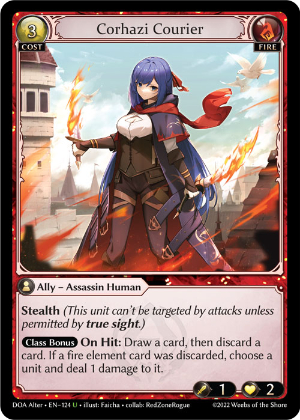 3 Corhazi Courier
COST FIRE
Ally – Assassin Human
Stealth (This unit can't be targeted by attacks unless
permitted by true sight.)
Class Bonus On Hit: Draw a card, then discard a
card. If a fire element card was discarded, choose a
unit and deal 1 damage to it.
1 2
DOA Alter • EN-124 U • illust: Faicha • collab: RedZoneRogue ©2022 Weebs of the Shore